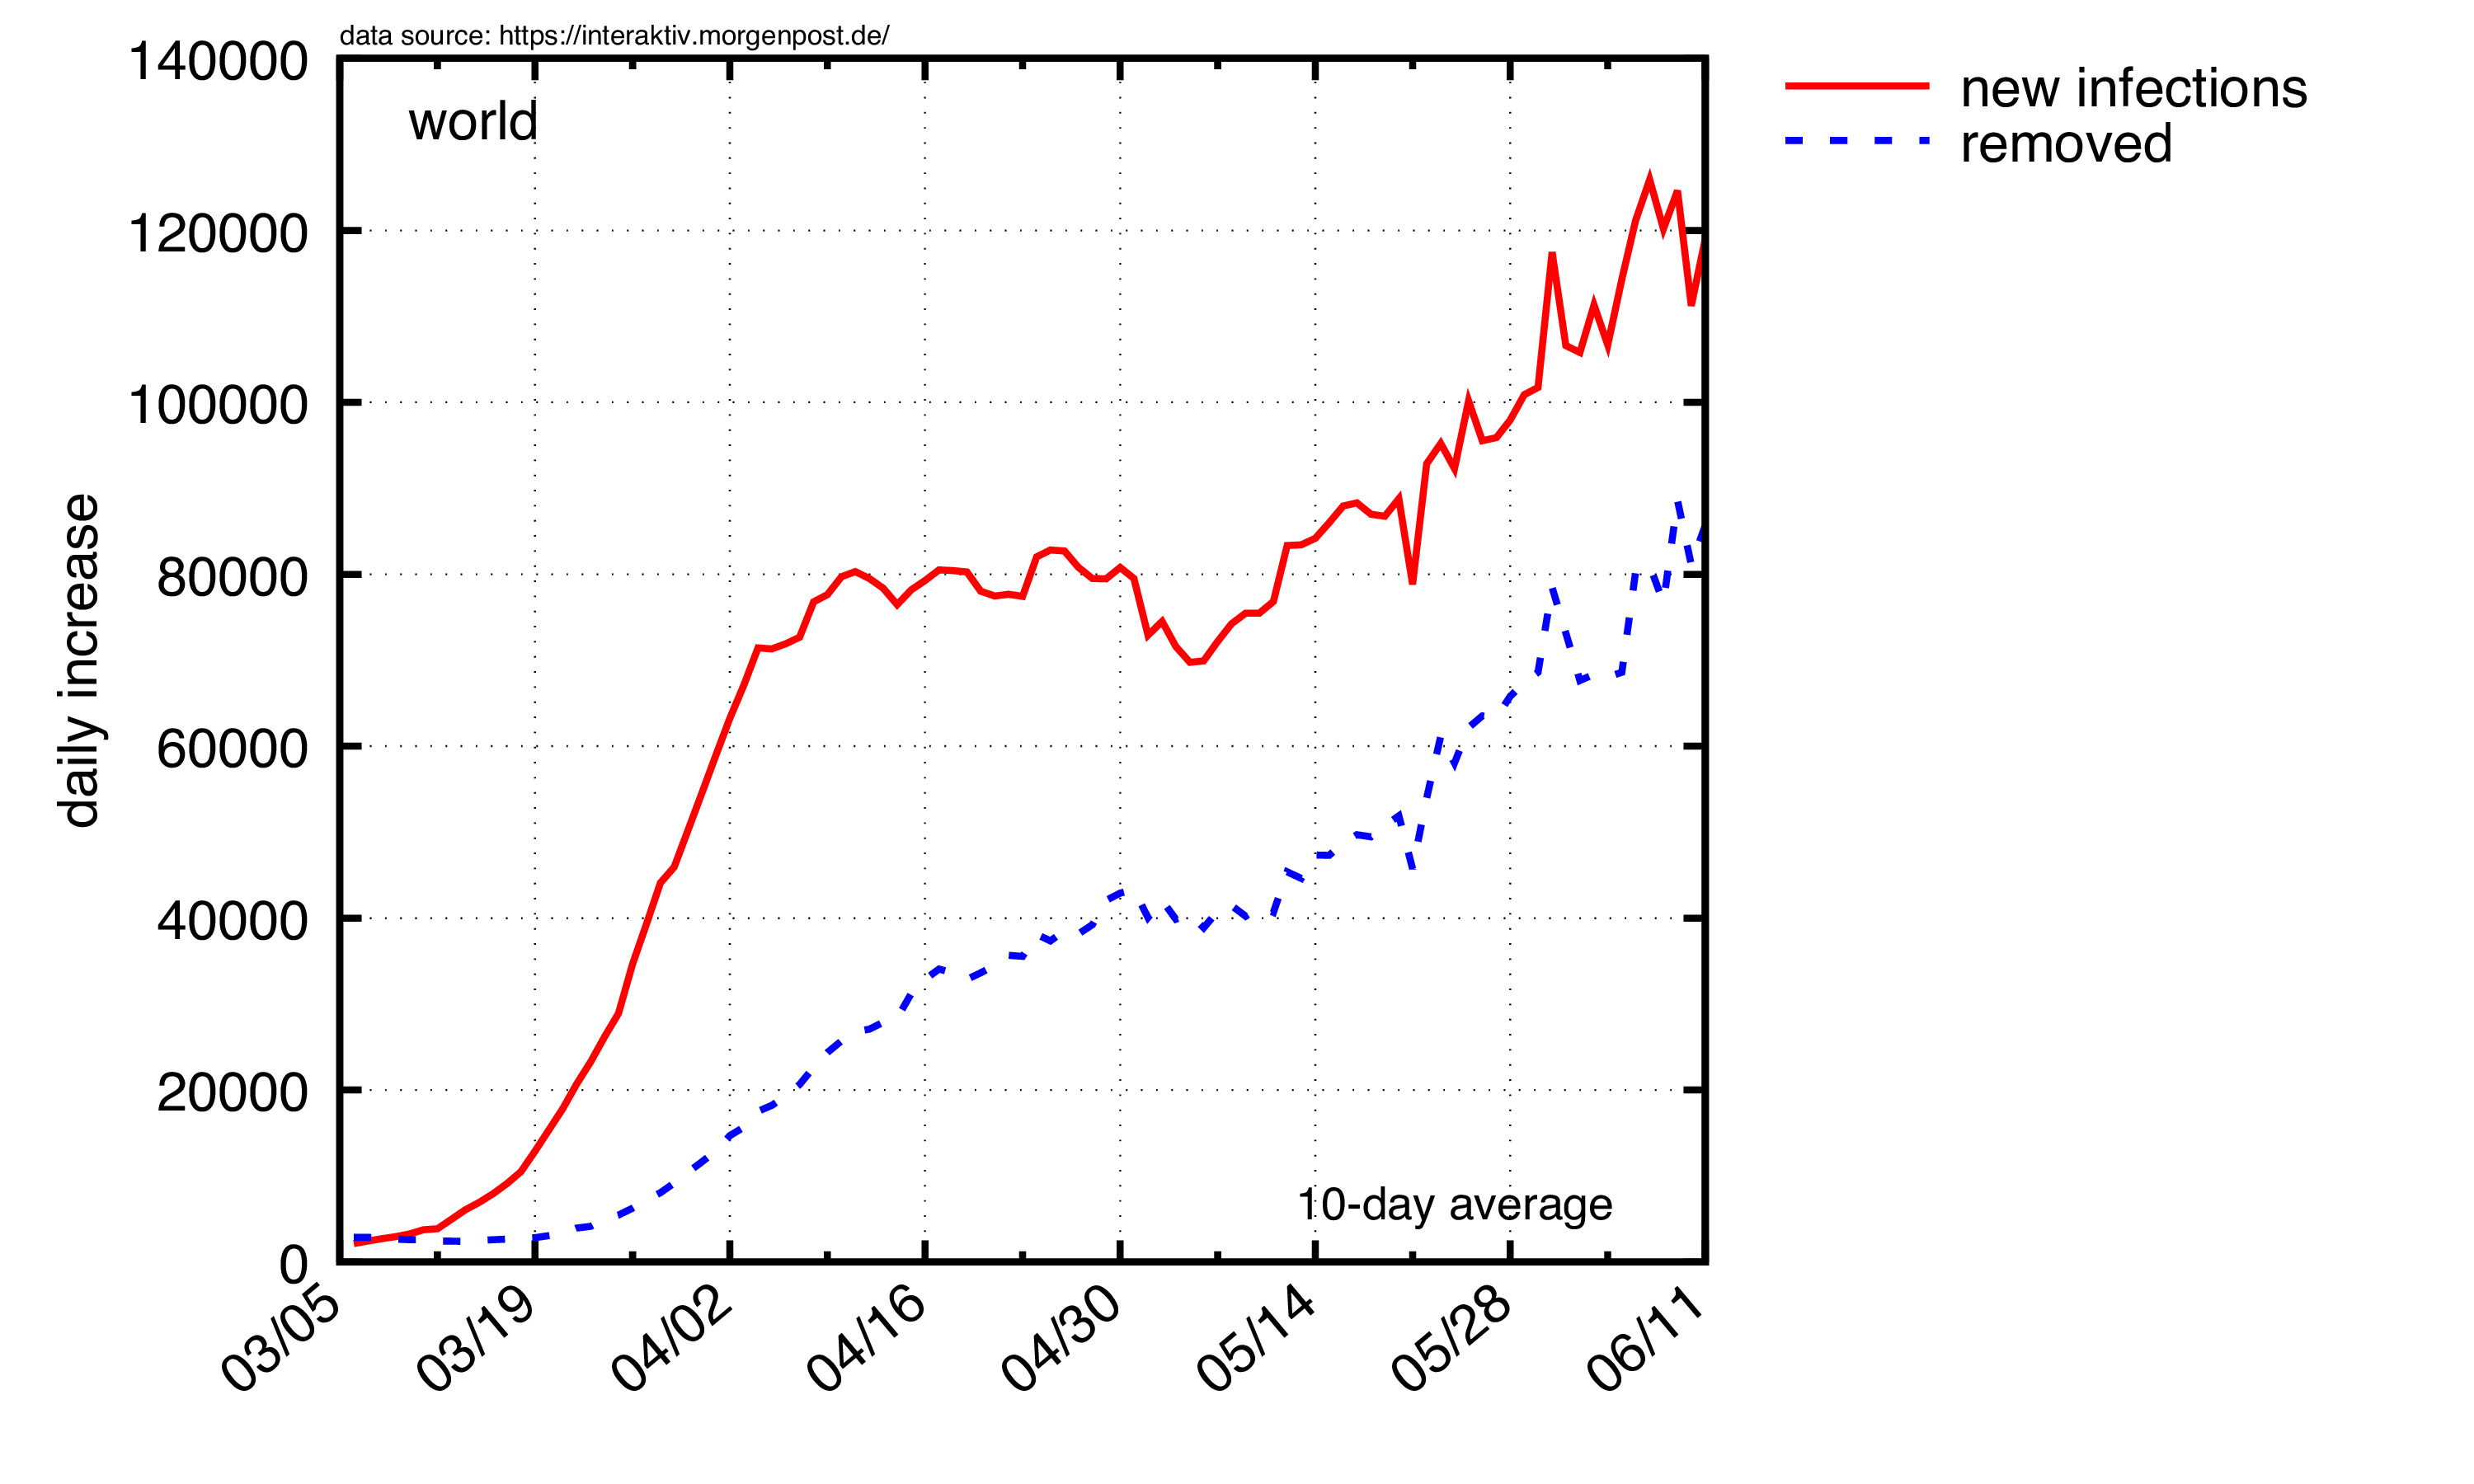 data source: https://interaktiv.morgenpost.de/
140000
120000
100000
80000
60000
40000
20000
0
daily increase
world
new infections
removed
10-day average
03/05
03/19
04/02
04/16
04/30
05/14
05/28
06/11